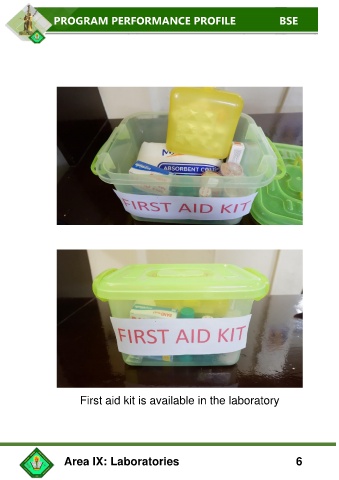 PROGRAM PERFORMANCE PROFILE BSE
ABSORBENT
FIRST AID KIT
FIRST AID KIT
First aid kit is available in the laboratory
Area IX: Laboratories 6